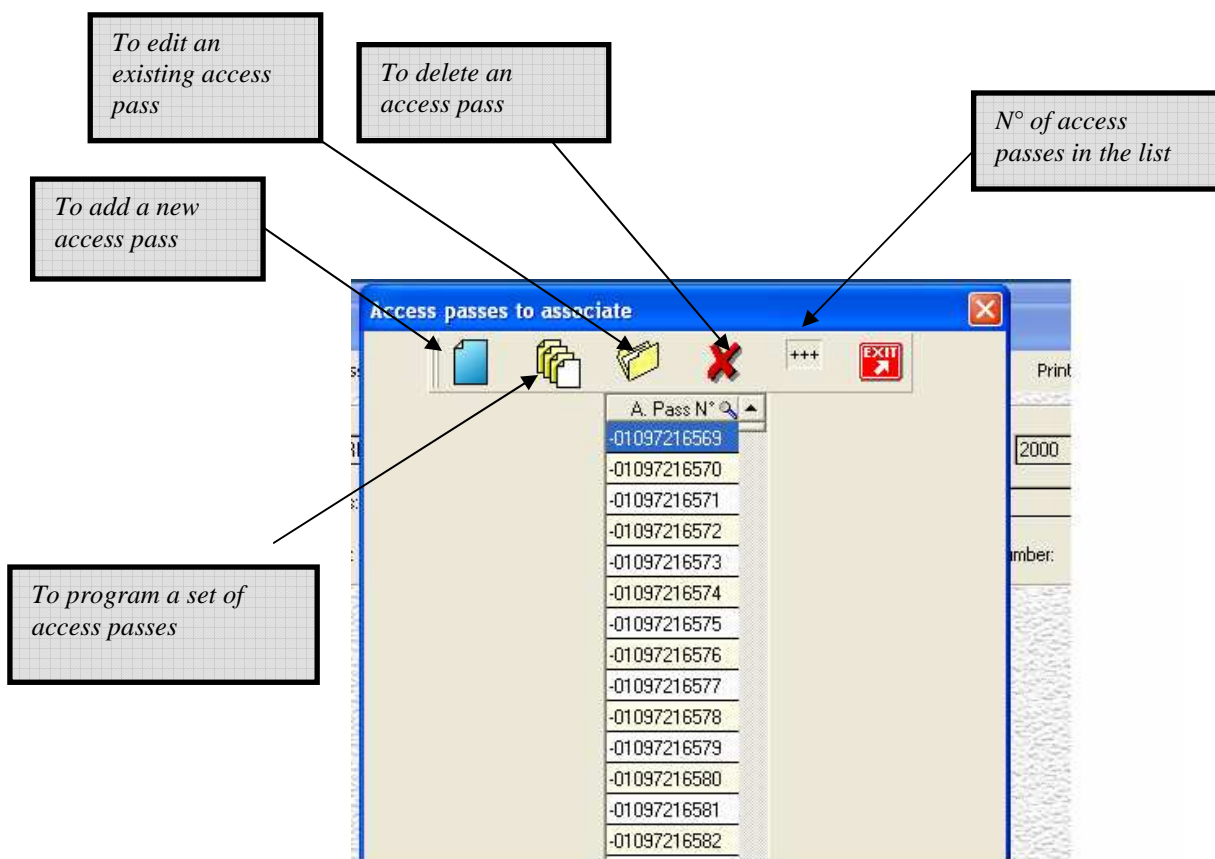 To edit an
existing access
pass
To delete an
access pass
N° of access
passes in the list
To add a new
access pass
Access passes to associate
+++
EXIT
Print
A. Pass N°
-01097216569
2000
-01097216570
-01097216571
-01097216572
-01097216573
umber:
-01097216574
To program a set of
access passes
-01097216575
-01097216576
-01097216577
-01097216578
-01097216579
-01097216580
-01097216581
-01097216582